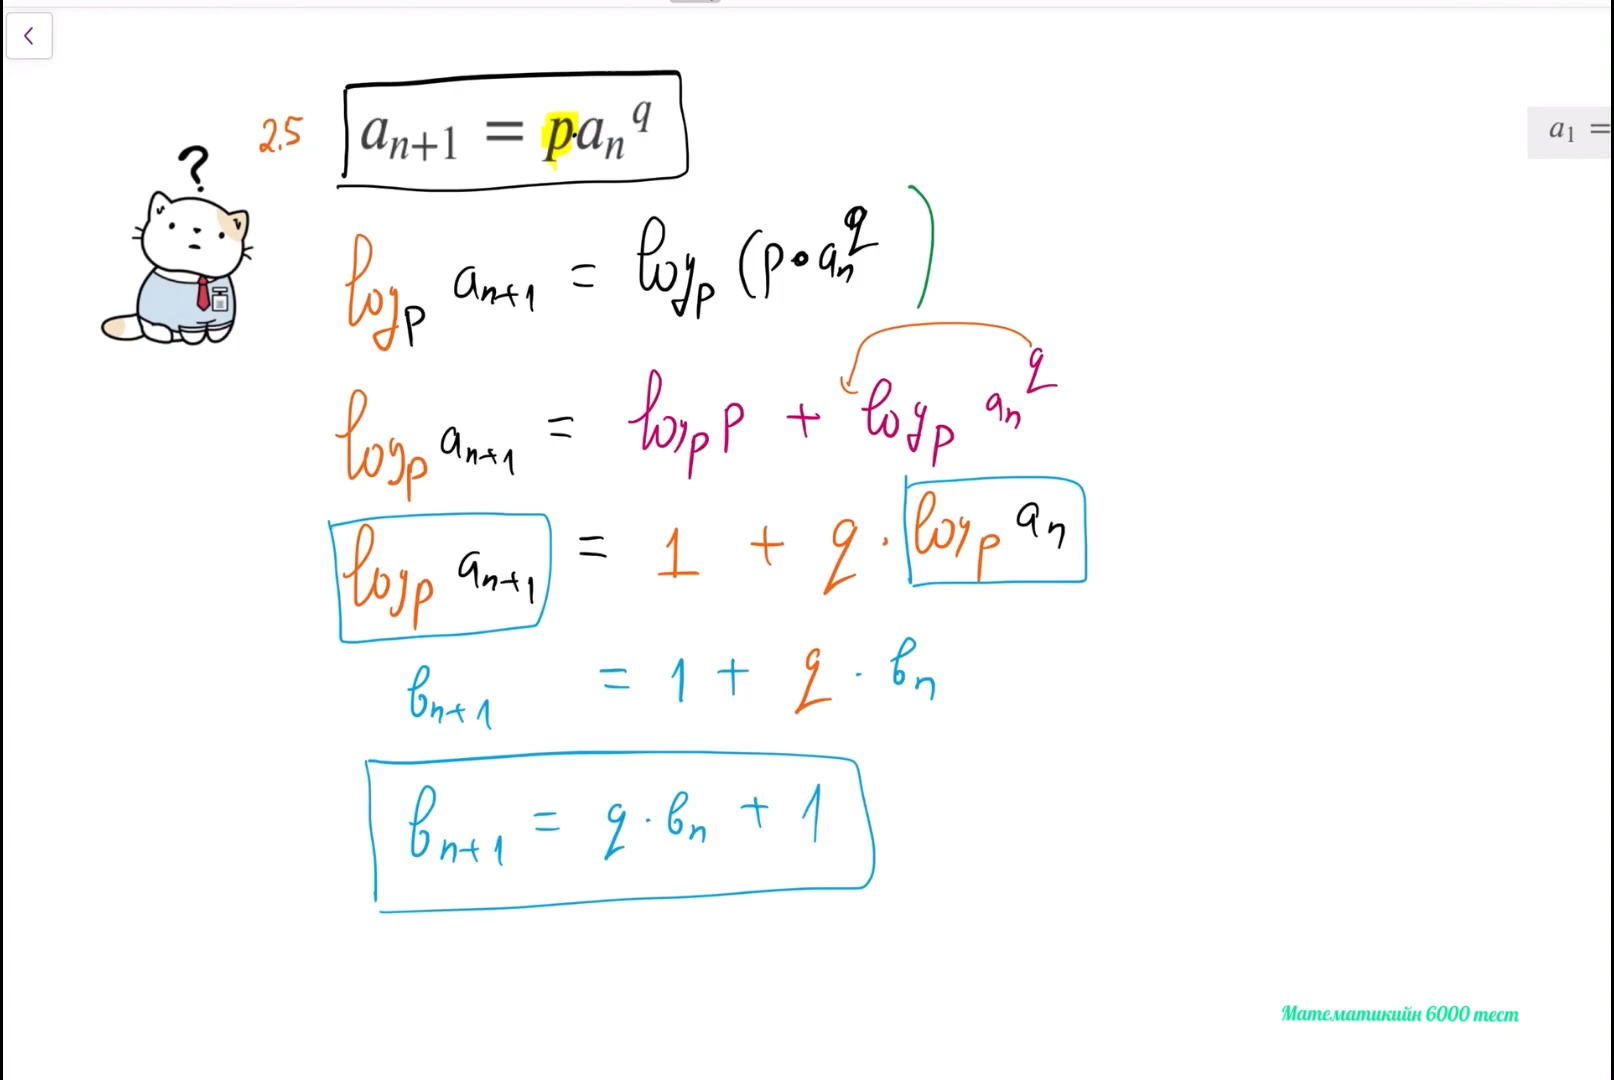 2.5 a_{n+1} = p·a_n^q
a_1 =
?
log_p a_{n+1} = log_p (p • a_n^q)
log_p a_{n+1} = log_p p + log_p a_n^q
log_p a_{n+1} = 1 + q · log_p a_n
b_{n+1} = 1 + q · b_n
b_{n+1} = q · b_n + 1
Математикийн 6000 тест